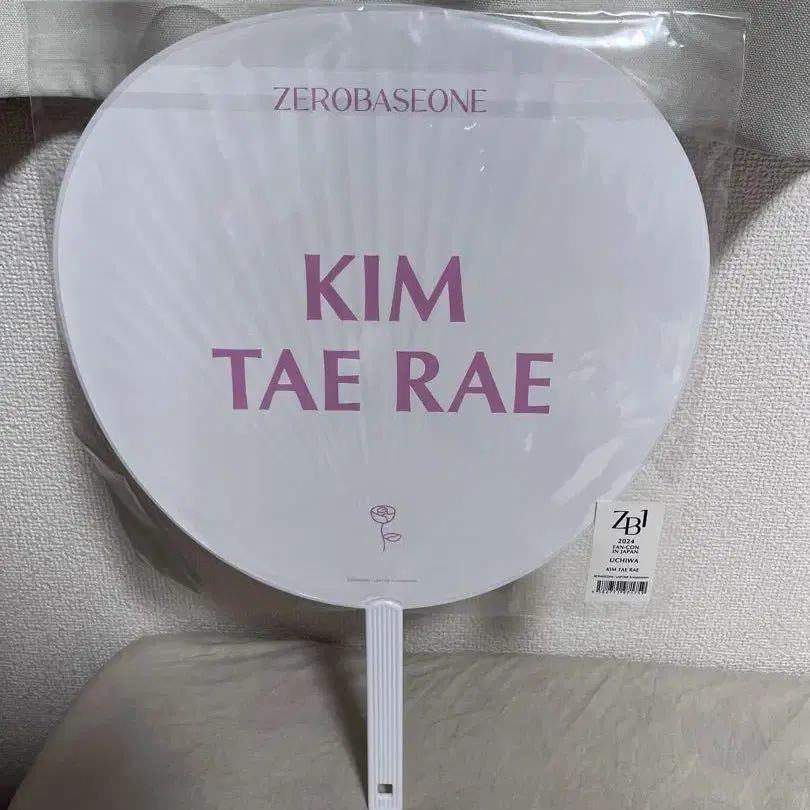 ZEROBASEONE
KIM
TAE RAE
ZB1
2024
FAN-CON
IN JAPAN
UCHIWA
KIM TAE RAE